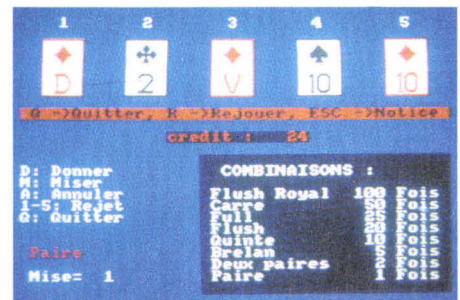 1 2 3 4 5
D 2 V 10 10
Q ->Quitter, R ->Rejouer, ESC ->Notice
credit : 24
D: Donner
M: Miser
A: Annuler
1-5: Rejet
Q: Quitter
Paire
Mise= 1
COMBINAISONS :
Flush Royal 100 Fois
Carre 50 Fois
Full 25 Fois
Flush 20 Fois
Quinte 10 Fois
Brelan 5 Fois
Deux paires 2 Fois
Paire 1 Fois